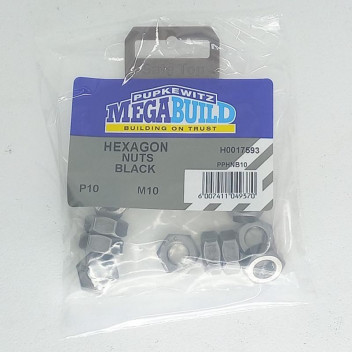 PUPKEWITZ
MEGABUILD
BUILDING ON TRUST
HEXAGON
NUTS
BLACK
H0017593
PPHNB10
P10 M10
6 007411 049570